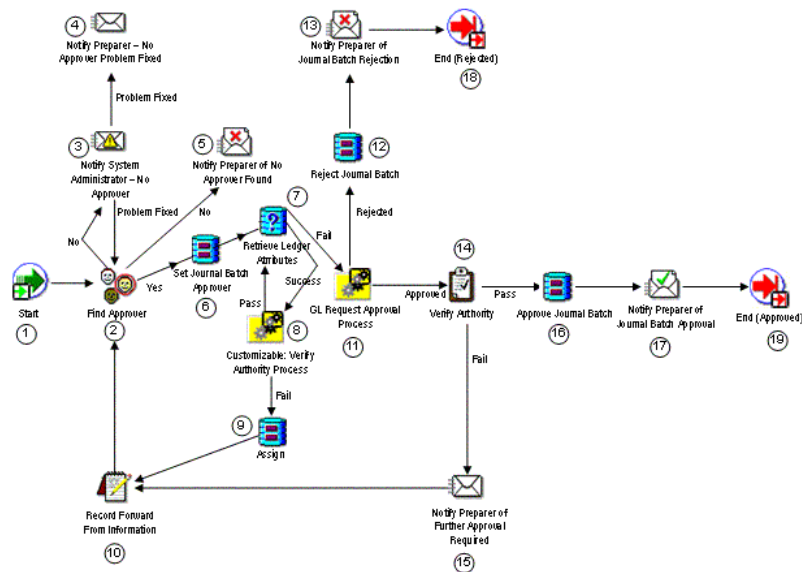 4
Notify Preparer – No
Approver Problem Fixed
13
Notify Preparer of
Journal Batch Rejection
End (Rejected)
18
Problem Fixed
3
Notify System
Administrator – No
Approver
5
Notify Preparer of No
Approver Found
12
Reject Journal Batch
Problem Fixed
No
No
7
Retrieve Ledger
Attributes
Fail
Rejected
14
Start
1
Find Approver
2
Yes
Set Journal Batch
Approver
6
Success
Pass
GL Request Approval
Process
11
Approved
Verify Authority
Pass
Approve Journal Batch
16
Notify Preparer of
Journal Batch Approval
17
End (Approved)
19
8
Customizable: Verify
Authority Process
Fail
Fail
9
Assign
Record Forward
From Information
10
Notify Preparer of
Further Approval
Required
15